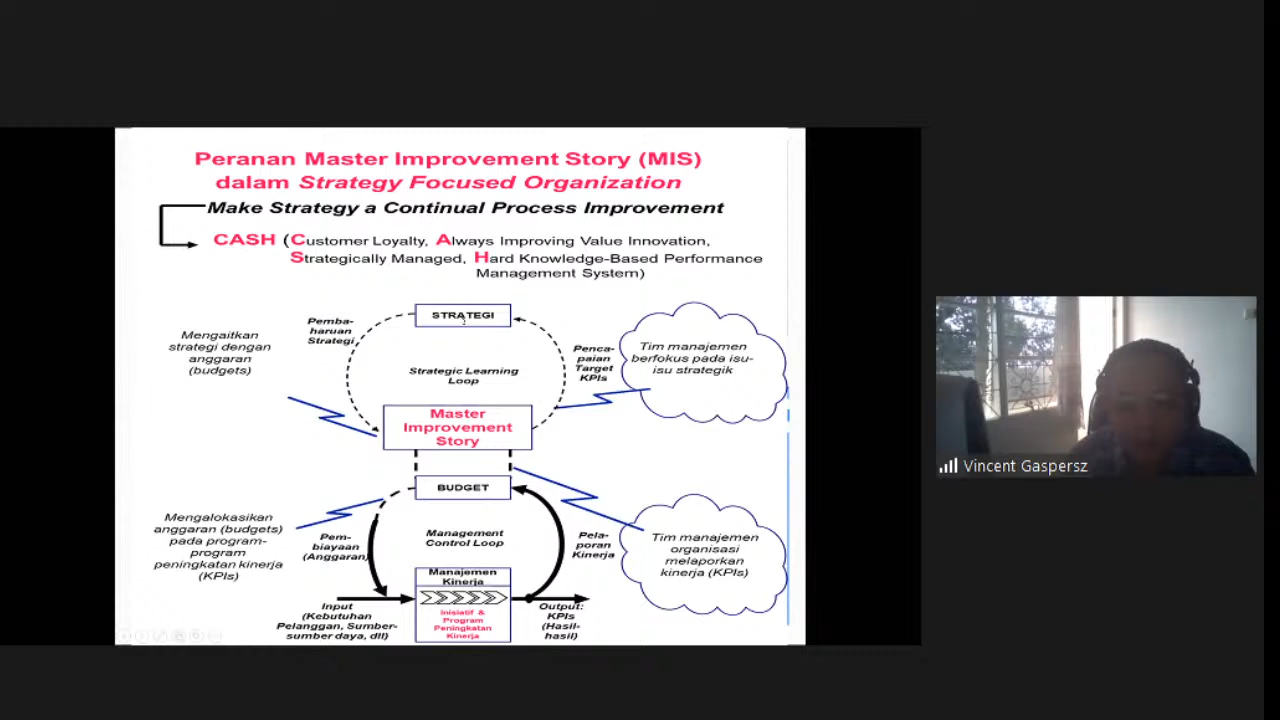 Peranan Master Improvement Story (MIS)
dalam Strategy Focused Organization
Make Strategy a Continual Process Improvement
CASH (Customer Loyalty, Always Improving Value Innovation,
Strategically Managed, Hard Knowledge-Based Performance
Management System)
STRATEGI
Pemba-
haruan
Strategi
Mengaitkan
strategi dengan
anggaran
(budgets)
Strategic Learning
Loop
Penca-
paian
Target
KPIs
Tim manajemen
berfokus pada isu-
isu strategik
Master
Improvement
Story
BUDGET
Mengalokasikan
anggaran (budgets)
pada program-
program
peningkatan kinerja
(KPIs)
Pem-
biayaan
(Anggaran)
Management
Control Loop
Pela-
poran
Kinerja
Tim manajemen
organisasi
melaporkan
kinerja (KPIs)
Manajemen
Kinerja
Inisiatif &
Program
Peningkatan
Kinerja
Input
(Kebutuhan
Pelanggan, Sumber-
sumber daya, dll)
Output:
KPIs
(Hasil-
hasil)
Vincent Gaspersz